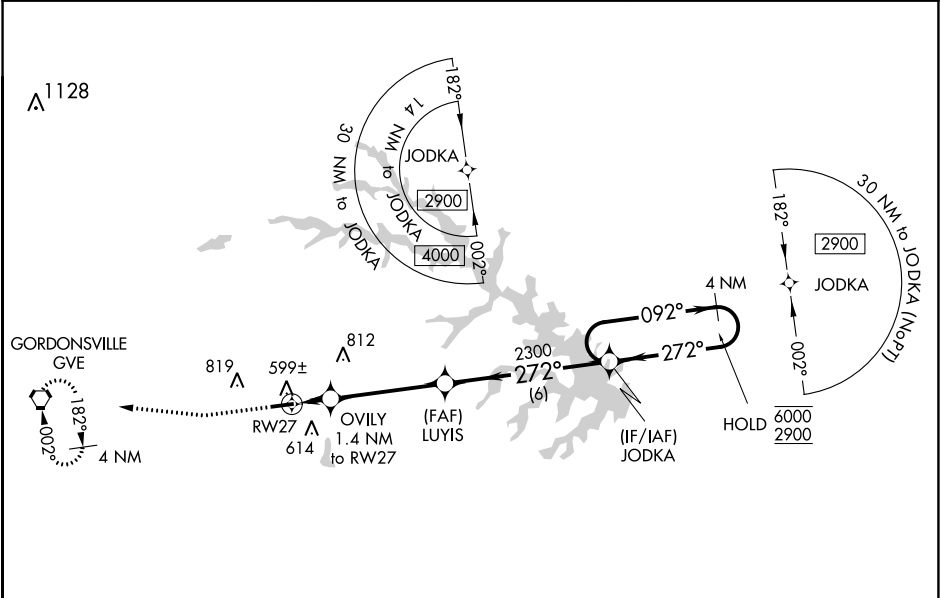 1128
182°
14 NM to JODKA
30 NM to JODKA
JODKA
2900
4000
002°
30 NM to JODKA (NoPT)
182°
2900
JODKA
002°
4 NM
092°
272°
HOLD
6000
2900
2300
272°
(6)
(IF/IAF)
JODKA
(FAF)
LUYIS
812
819
599±
OVILY
1.4 NM
to RW27
RW27
614
GORDONSVILLE
GVE
182°
002°
4 NM